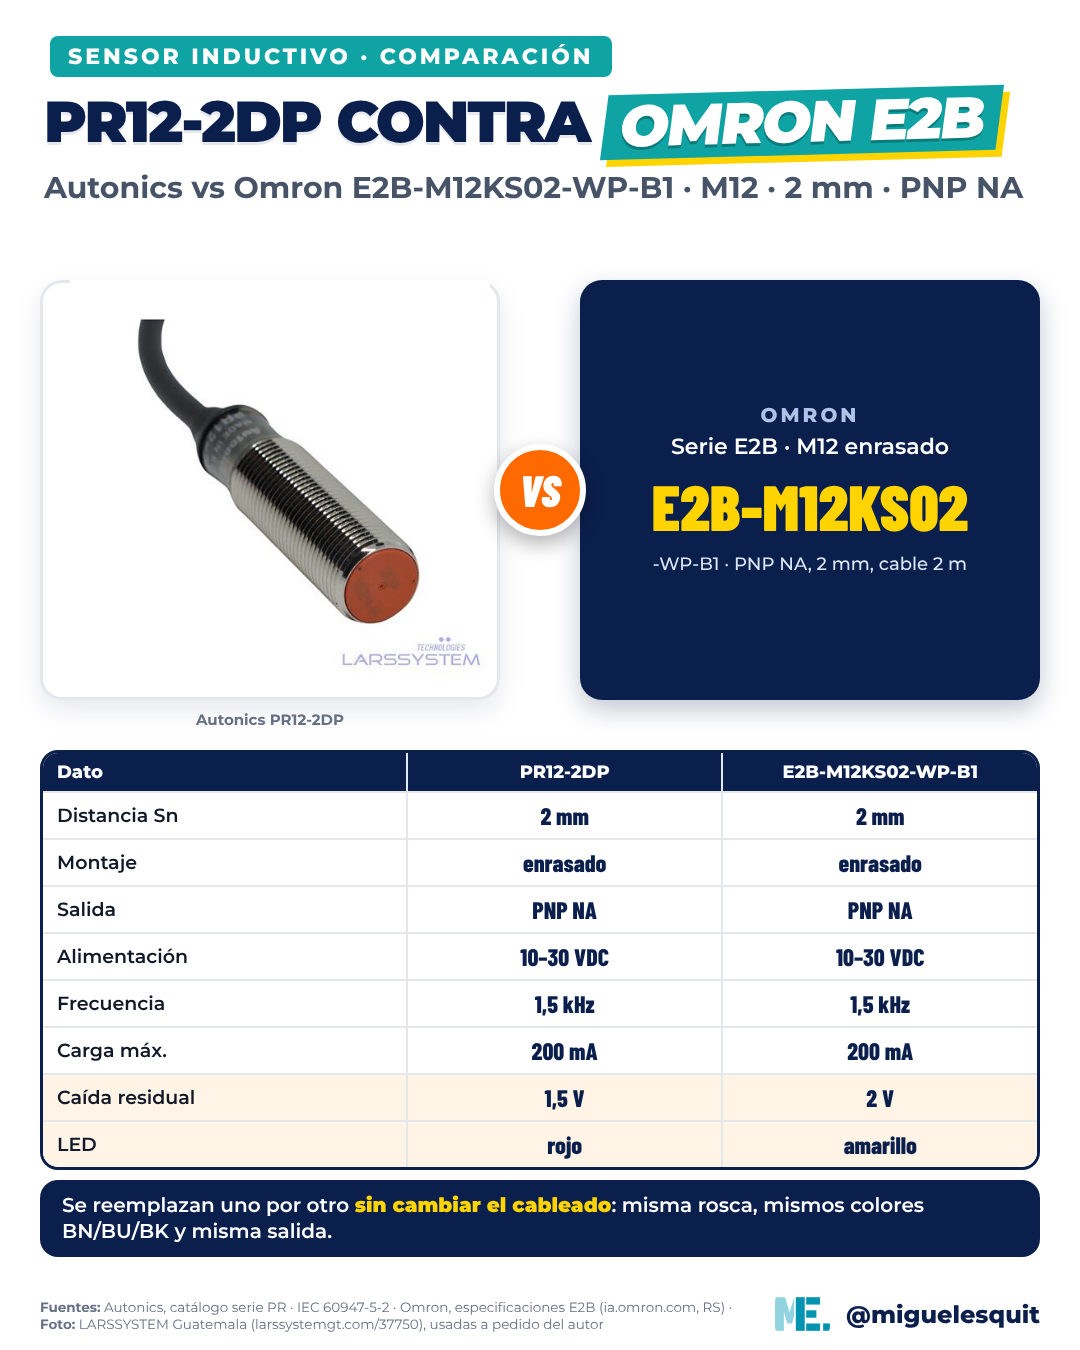 SENSOR INDUCTIVO · COMPARACIÓN
PR12-2DP CONTRA OMRON E2B
Autonics vs Omron E2B-M12KS02-WP-B1 · M12 · 2 mm · PNP NA
TECHNOLOGIES
LARSSYSTEM
Autonics PR12-2DP
VS
OMRON
Serie E2B · M12 enrasado
E2B-M12KS02
-WP-B1 · PNP NA, 2 mm, cable 2 m
Dato PR12-2DP E2B-M12KS02-WP-B1
Distancia Sn 2 mm 2 mm
Montaje enrasado enrasado
Salida PNP NA PNP NA
Alimentación 10–30 VDC 10–30 VDC
Frecuencia 1,5 kHz 1,5 kHz
Carga máx. 200 mA 200 mA
Caída residual 1,5 V 2 V
LED rojo amarillo
Se reemplazan uno por otro sin cambiar el cableado: misma rosca, mismos colores
BN/BU/BK y misma salida.
Fuentes: Autonics, catálogo serie PR · IEC 60947-5-2 · Omron, especificaciones E2B (ia.omron.com, RS) ·
Foto: LARSSYSTEM Guatemala (larssystemgt.com/37750), usadas a pedido del autor
ME. @miguelesquit